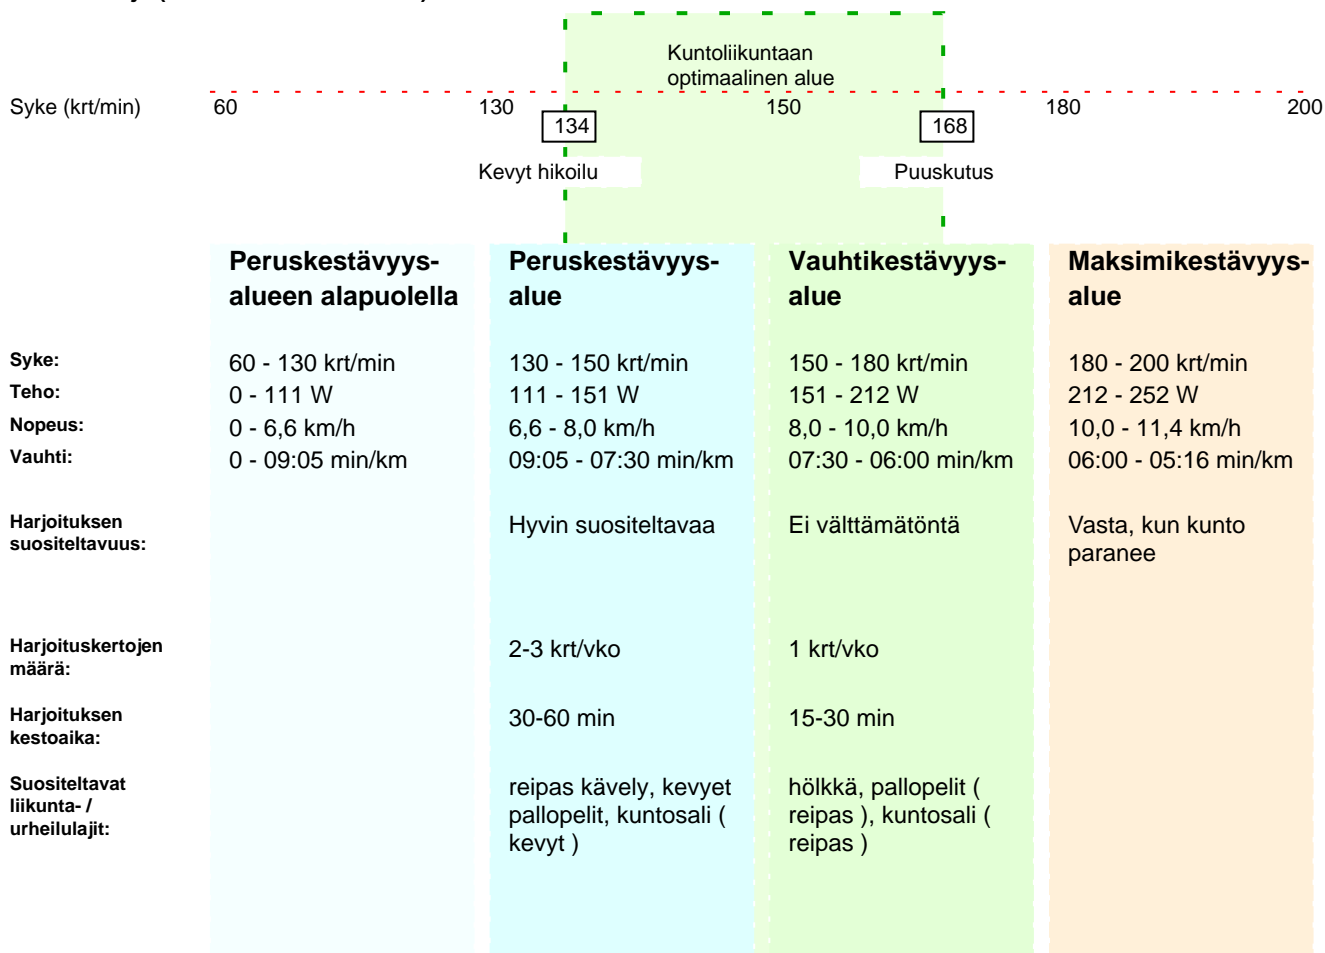 Kuntoliikuntaan
optimaalinen alue
Syke (krt/min) 60 130 150 180 200
134 168
Kevyt hikoilu Puuskutus
Peruskestävyys- Peruskestävyys- Vauhtikestävyys- Maksimikestävyys-
alueen alapuolella alue alue alue
Syke: 60 - 130 krt/min 130 - 150 krt/min 150 - 180 krt/min 180 - 200 krt/min
Teho: 0 - 111 W 111 - 151 W 151 - 212 W 212 - 252 W
Nopeus: 0 - 6,6 km/h 6,6 - 8,0 km/h 8,0 - 10,0 km/h 10,0 - 11,4 km/h
Vauhti: 0 - 09:05 min/km 09:05 - 07:30 min/km 07:30 - 06:00 min/km 06:00 - 05:16 min/km
Harjoituksen Hyvin suositeltavaa Ei välttämätöntä Vasta, kun kunto
suositeltavuus: paranee
Harjoituskertojen 2-3 krt/vko 1 krt/vko
määrä:
Harjoituksen 30-60 min 15-30 min
kestoaika:
Suositeltavat reipas kävely, kevyet hölkkä, pallopelit (
liikunta- / pallopelit, kuntosali ( reipas ), kuntosali (
urheilulajit: kevyt ) reipas )